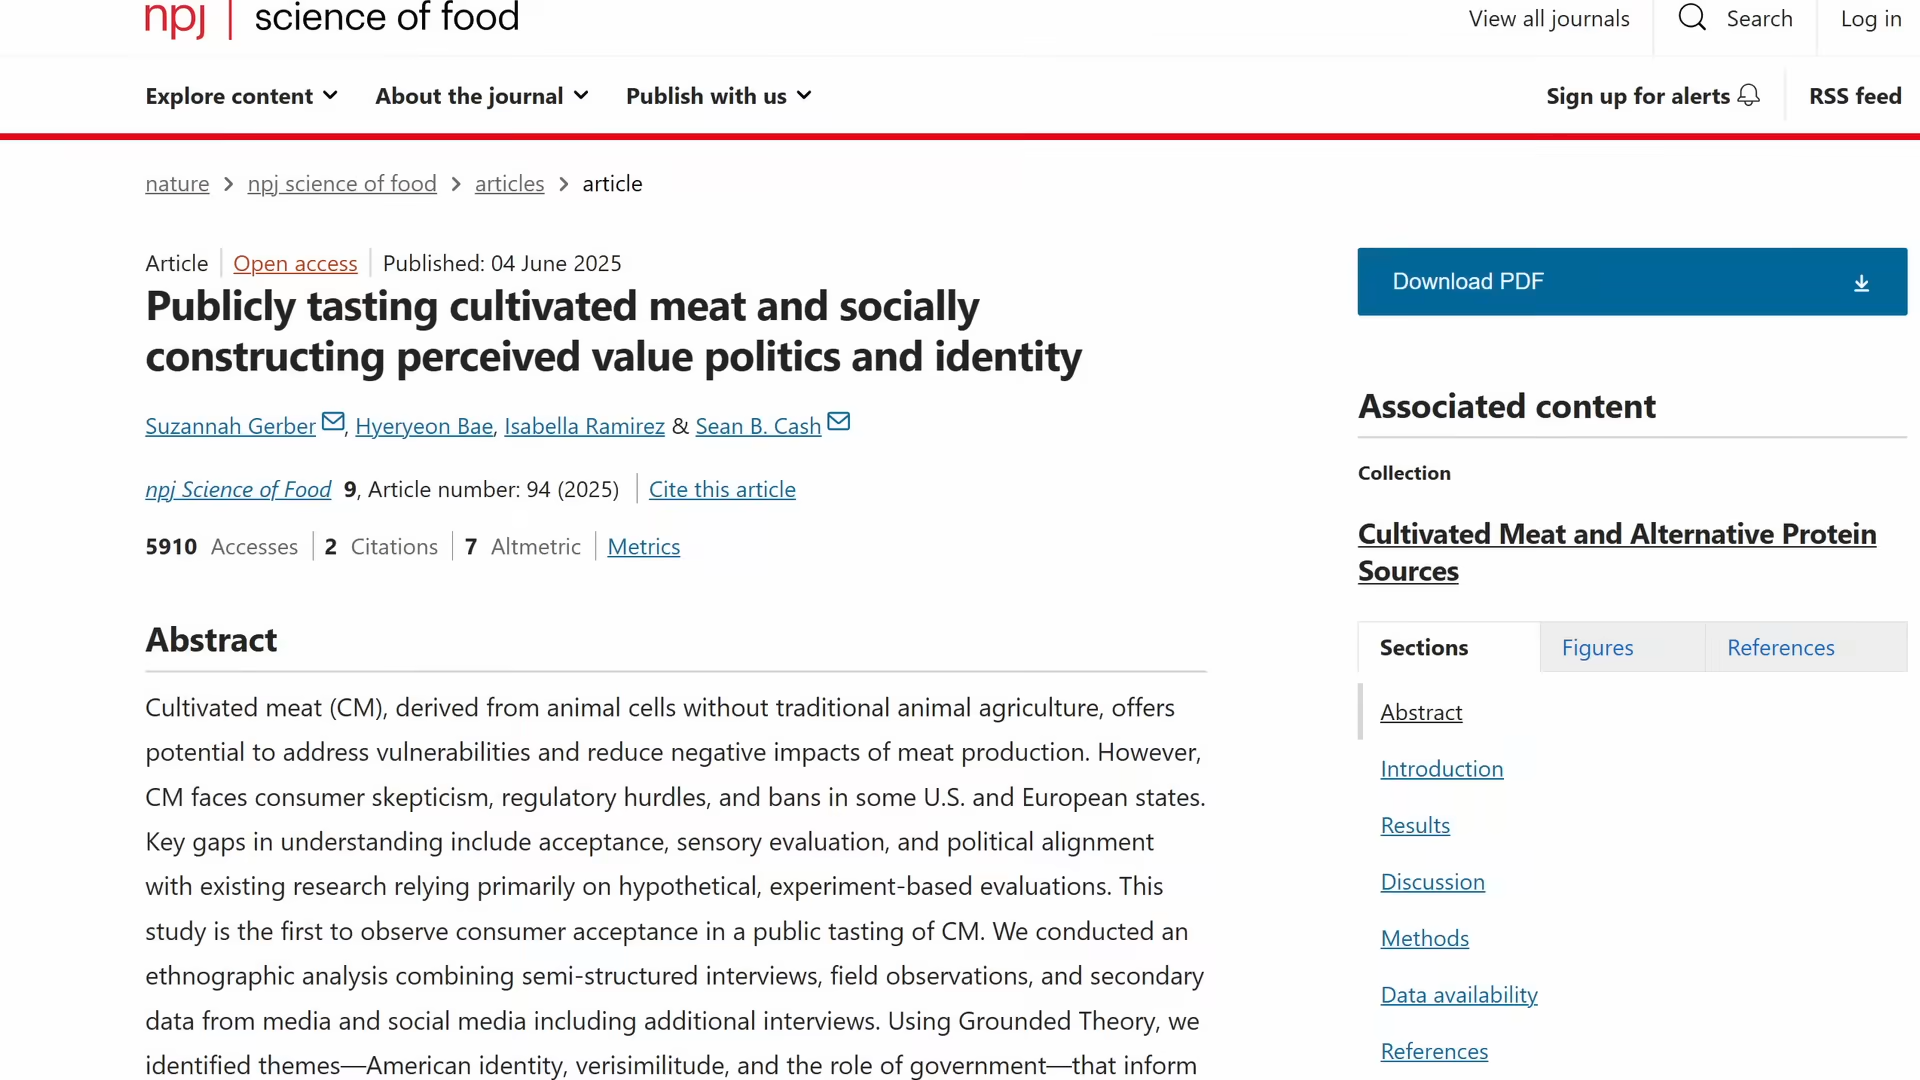 npj | science of food
View all journals
Search
Log in
Explore content
About the journal
Publish with us
Sign up for alerts
RSS feed
nature > npj science of food > articles > article
Article | Open access | Published: 04 June 2025
Publicly tasting cultivated meat and socially
constructing perceived value politics and identity
Suzannah Gerber, Hyeryeon Bae, Isabella Ramirez & Sean B. Cash
npj Science of Food 9, Article number: 94 (2025) | Cite this article
5910 Accesses | 2 Citations | 7 Altmetric | Metrics
Abstract
Cultivated meat (CM), derived from animal cells without traditional animal agriculture, offers
potential to address vulnerabilities and reduce negative impacts of meat production. However,
CM faces consumer skepticism, regulatory hurdles, and bans in some U.S. and European states.
Key gaps in understanding include acceptance, sensory evaluation, and political alignment
with existing research relying primarily on hypothetical, experiment-based evaluations. This
study is the first to observe consumer acceptance in a public tasting of CM. We conducted an
ethnographic analysis combining semi-structured interviews, field observations, and secondary
data from media and social media including additional interviews. Using Grounded Theory, we
identified themes—American identity, verisimilitude, and the role of government—that inform
Download PDF
Associated content
Collection
Cultivated Meat and Alternative Protein
Sources
Sections
Figures
References
Abstract
Introduction
Results
Discussion
Methods
Data availability
References